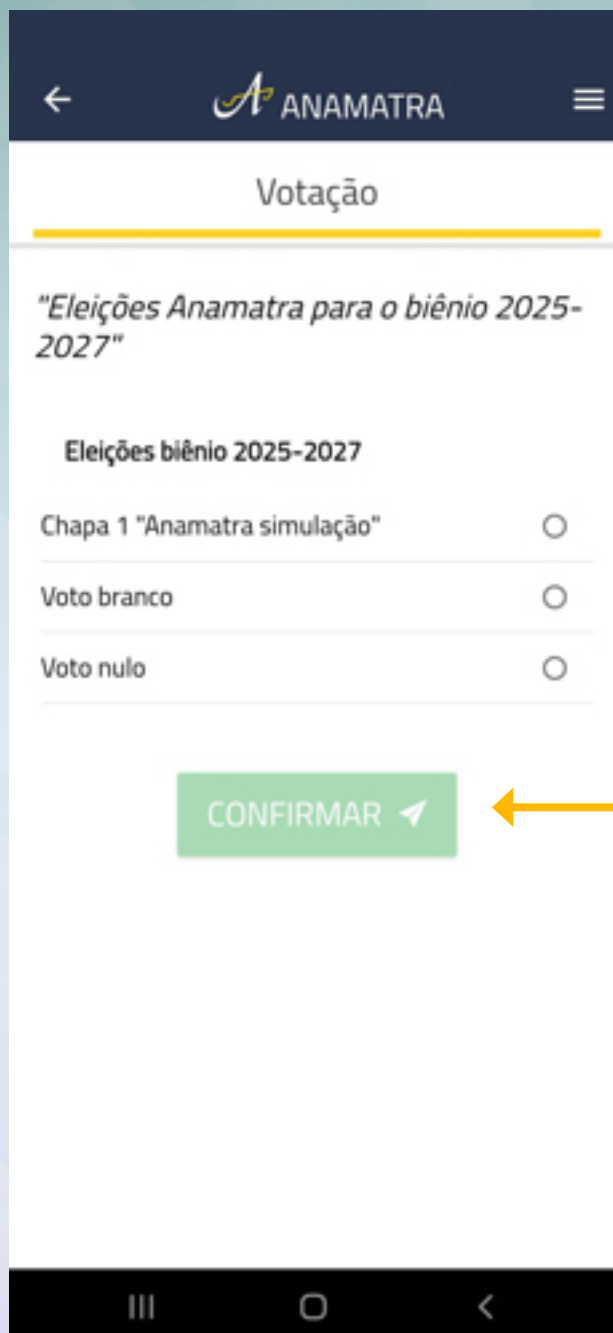 ANAMATRA
Votação
"Eleições Anamatra para o biênio 2025-
2027"
Eleições biênio 2025-2027
Chapa 1 "Anamatra simulação"
Voto branco
Voto nulo
CONFIRMAR